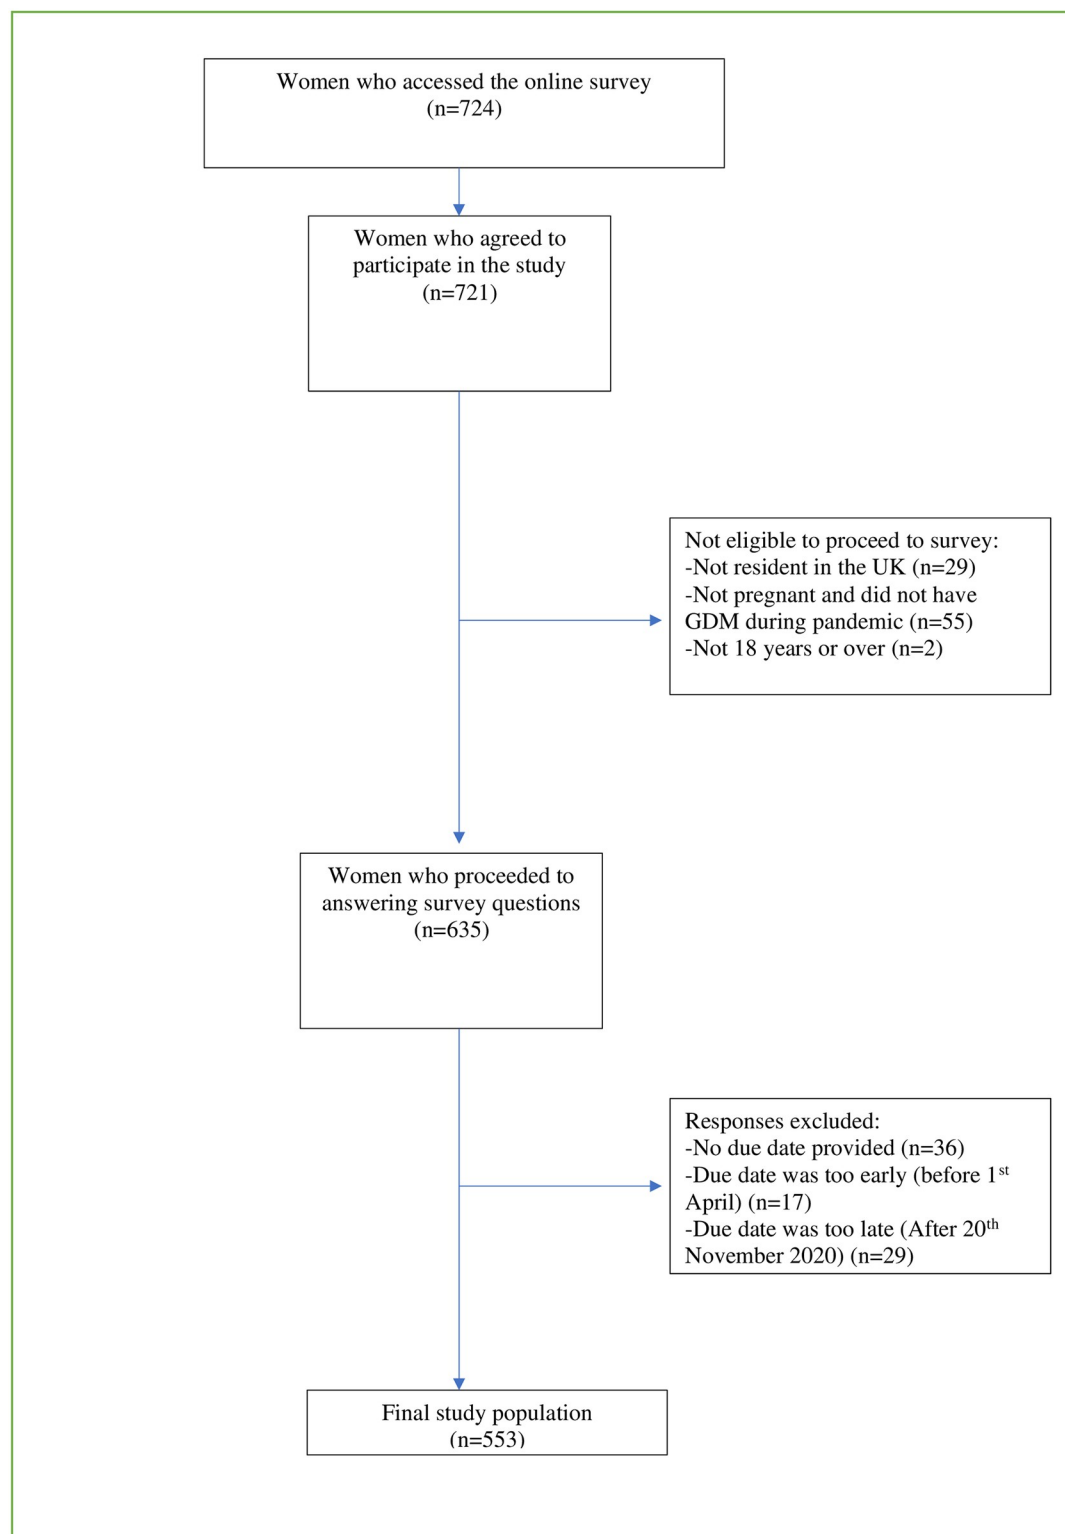 Women who accessed the online survey
(n=724)
Women who agreed to
participate in the study
(n=721)
Not eligible to proceed to survey:
-Not resident in the UK (n=29)
-Not pregnant and did not have
GDM during pandemic (n=55)
-Not 18 years or over (n=2)
Women who proceeded to
answering survey questions
(n=635)
Responses excluded:
-No due date provided (n=36)
-Due date was too early (before 1st
April) (n=17)
-Due date was too late (After 20th
November 2020) (n=29)
Final study population
(n=553)